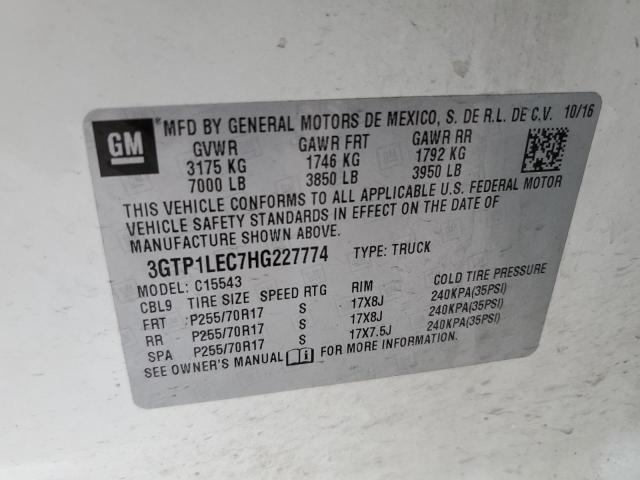 GM
*MFD BY GENERAL MOTORS DE MEXICO, S. DE R.L. DE C.V. 10/16
GVWR GAWR FRT GAWR RR
3175 KG 1746 KG 1792 KG
7000 LB 3850 LB 3950 LB
THIS VEHICLE CONFORMS TO ALL APPLICABLE U.S. FEDERAL MOTOR
VEHICLE SAFETY STANDARDS IN EFFECT ON THE DATE OF
MANUFACTURE SHOWN ABOVE.
3GTP1LEC7HG227774 TYPE: TRUCK
MODEL: C15543
CBL9 TIRE SIZE SPEED RTG RIM COLD TIRE PRESSURE
FRT P255/70R17 S 17X8J 240KPA(35PSI)
RR P255/70R17 S 17X8J 240KPA(35PSI)
SPA P255/70R17 S 17X7.5J 240KPA(35PSI)
SEE OWNER'S MANUAL FOR MORE INFORMATION.